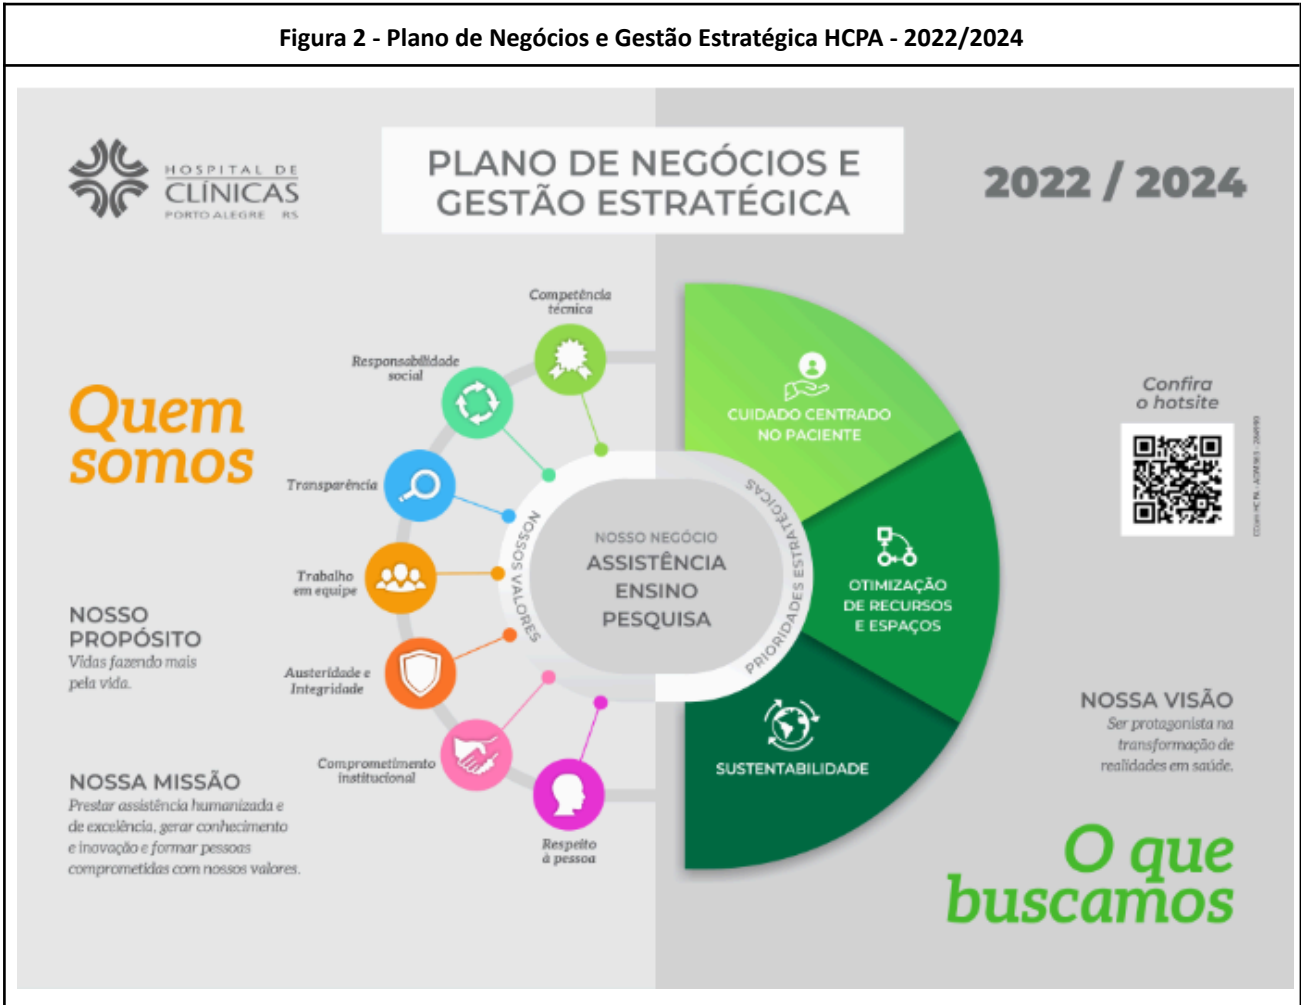 Figura 2 - Plano de Negócios e Gestão Estratégica HCPA - 2022/2024
HOSPITAL DE
CLÍNICAS
PORTO ALEGRE RS
PLANO DE NEGÓCIOS E
GESTÃO ESTRATÉGICA
2022 / 2024
Quem
somos
NOSSO
PROPÓSITO
Vidas fazendo mais
pela vida.
NOSSA MISSÃO
Prestar assistência humanizada e
de excelência, gerar conhecimento
e inovação e formar pessoas
comprometidas com nossos valores.
Competência
técnica
Responsabilidade
social
Transparência
Trabalho
em equipe
Austeridade e
Integridade
Comprometimento
institucional
Respeito
à pessoa
NOSSOS VALORES
NOSSO NEGÓCIO
ASSISTÊNCIA
ENSINO
PESQUISA
PRIORIDADES ESTRATÉGICAS
CUIDADO CENTRADO
NO PACIENTE
OTIMIZAÇÃO
DE RECURSOS
E ESPAÇOS
SUSTENTABILIDADE
Confira
o hotsite
NOSSA VISÃO
Ser protagonista na
transformação de
realidades em saúde.
O que
buscamos